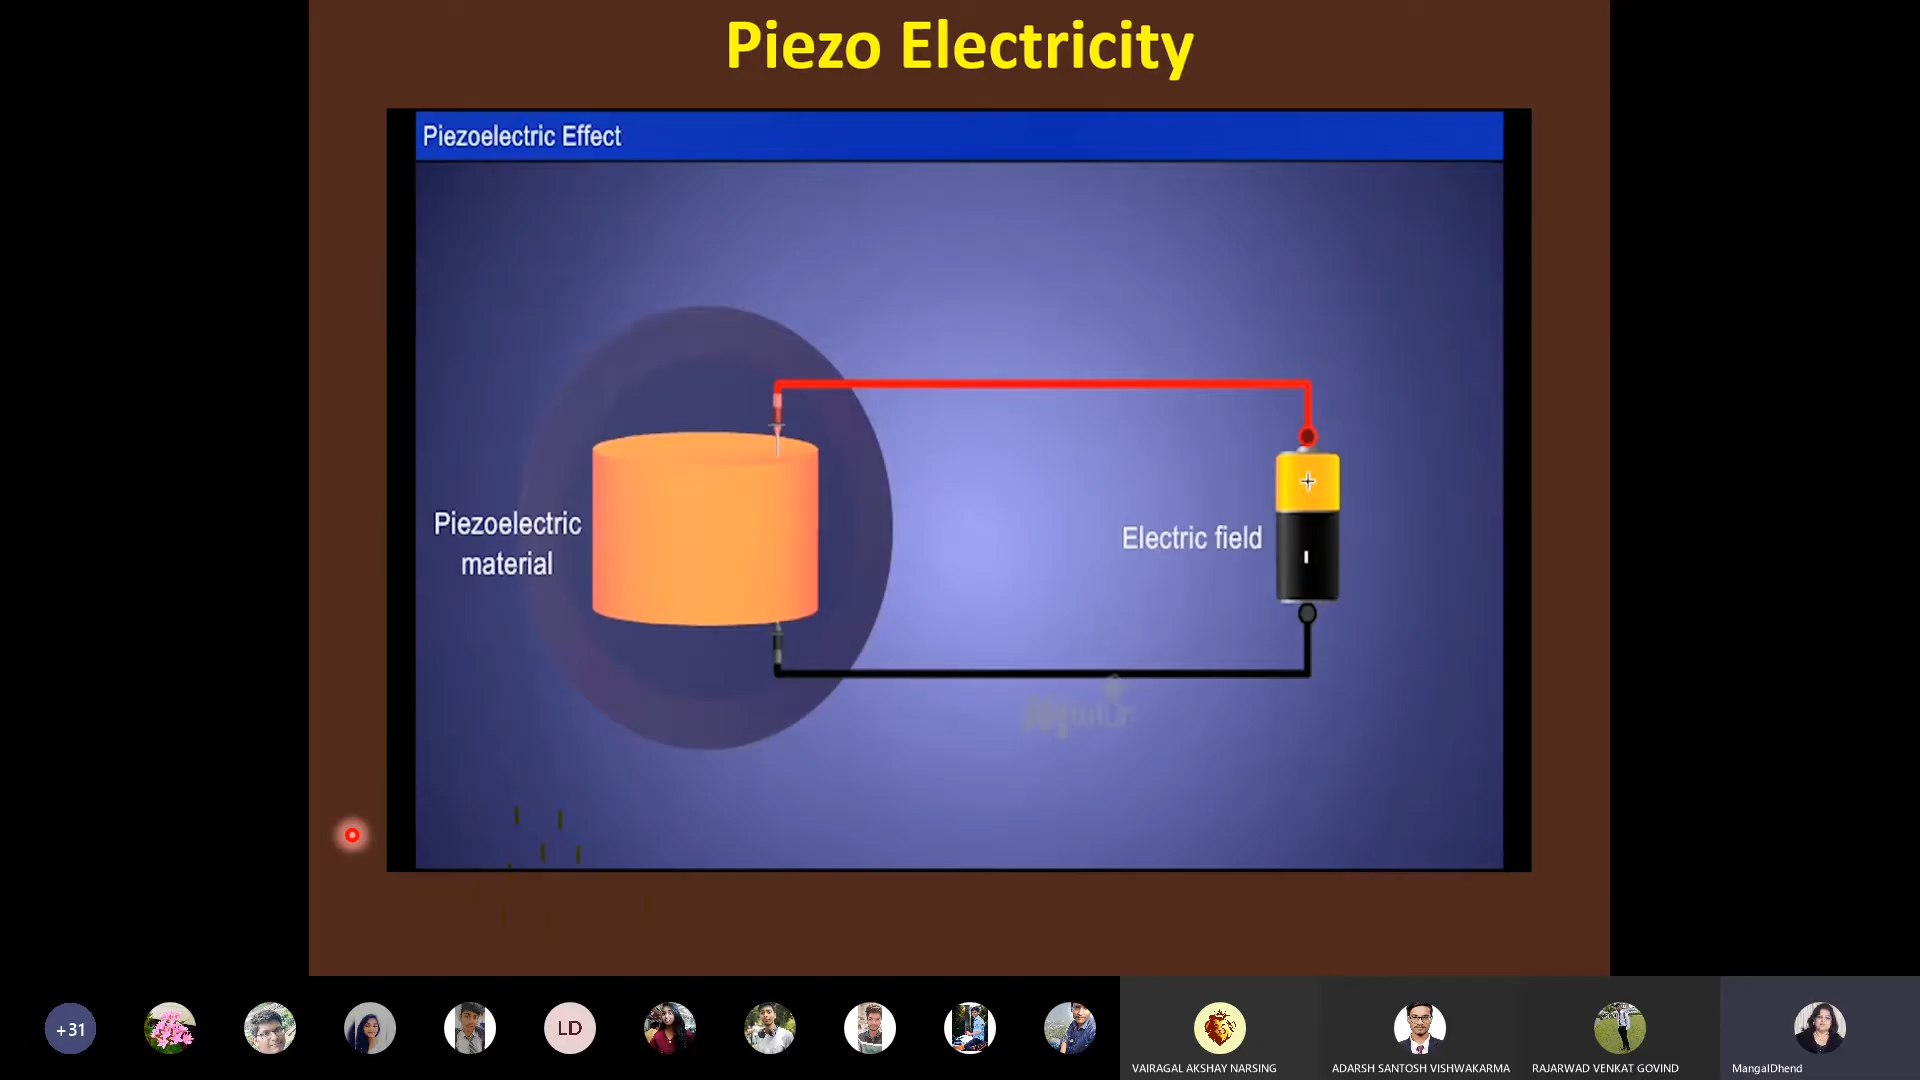 Piezo Electricity
Piezoelectric Effect
Piezoelectric
material
Electric field
+
+31
LD
VAIRAGAL AKSHAY NARSING
ADARSH SANTOSH VISHWAKARMA
RAJARWAD VENKAT GOVIND
MangalDhend